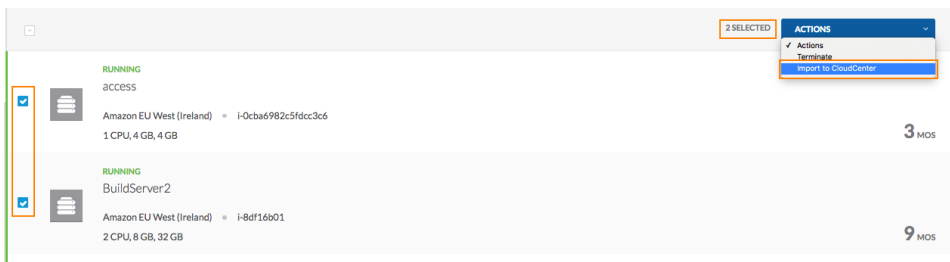 2 SELECTED
ACTIONS
✓ Actions
Terminate
Import to CloudCenter
RUNNING
access
Amazon EU West (Ireland) • i-0cba6982c5fdcc3c6
1 CPU, 4 GB, 4 GB
3 MOS
RUNNING
BuildServer2
Amazon EU West (Ireland) • i-8df16b01
2 CPU, 8 GB, 32 GB
9 MOS